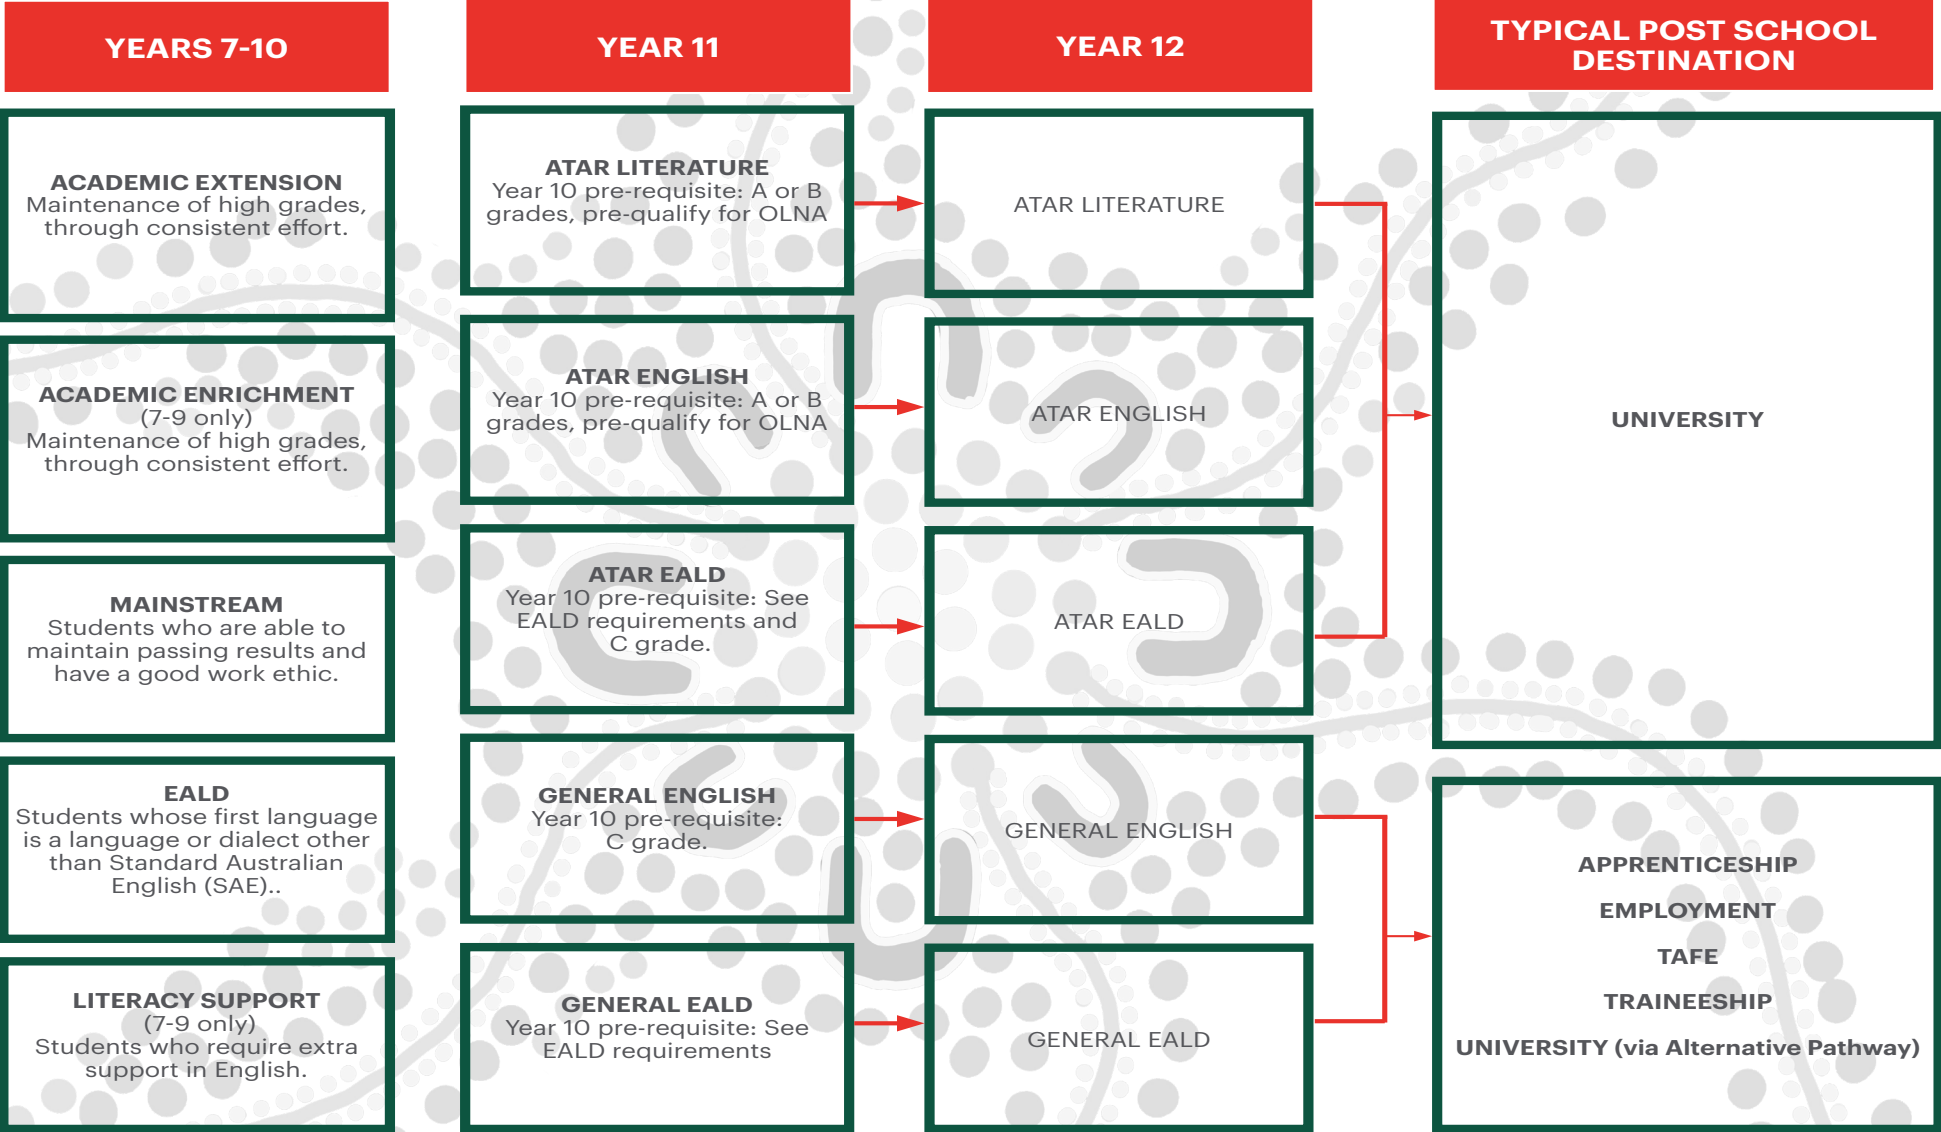 YEARS 7-10
ACADEMIC EXTENSION
Maintenance of high grades,
through consistent effort.
ACADEMIC ENRICHMENT
(7-9 only)
Maintenance of high grades,
through consistent effort.
MAINSTREAM
Students who are able to
maintain passing results and
have a good work ethic.
EALD
Students whose first language
is a language or dialect other
than Standard Australian
English (SAE)..
LITERACY SUPPORT
(7-9 only)
Students who require extra
support in English.
YEAR 11
ATAR LITERATURE
Year 10 pre-requisite: A or B
grades, pre-qualify for OLNA
ATAR ENGLISH
Year 10 pre-requisite: A or B
grades, pre-qualify for OLNA
ATAR EALD
Year 10 pre-requisite: See
EALD requirements and
C grade.
GENERAL ENGLISH
Year 10 pre-requisite:
C grade.
GENERAL EALD
Year 10 pre-requisite: See
EALD requirements
YEAR 12
ATAR LITERATURE
ATAR ENGLISH
ATAR EALD
GENERAL ENGLISH
GENERAL EALD
TYPICAL POST SCHOOL
DESTINATION
UNIVERSITY
APPRENTICESHIP
EMPLOYMENT
TAFE
TRAINEESHIP
UNIVERSITY (via Alternative Pathway)